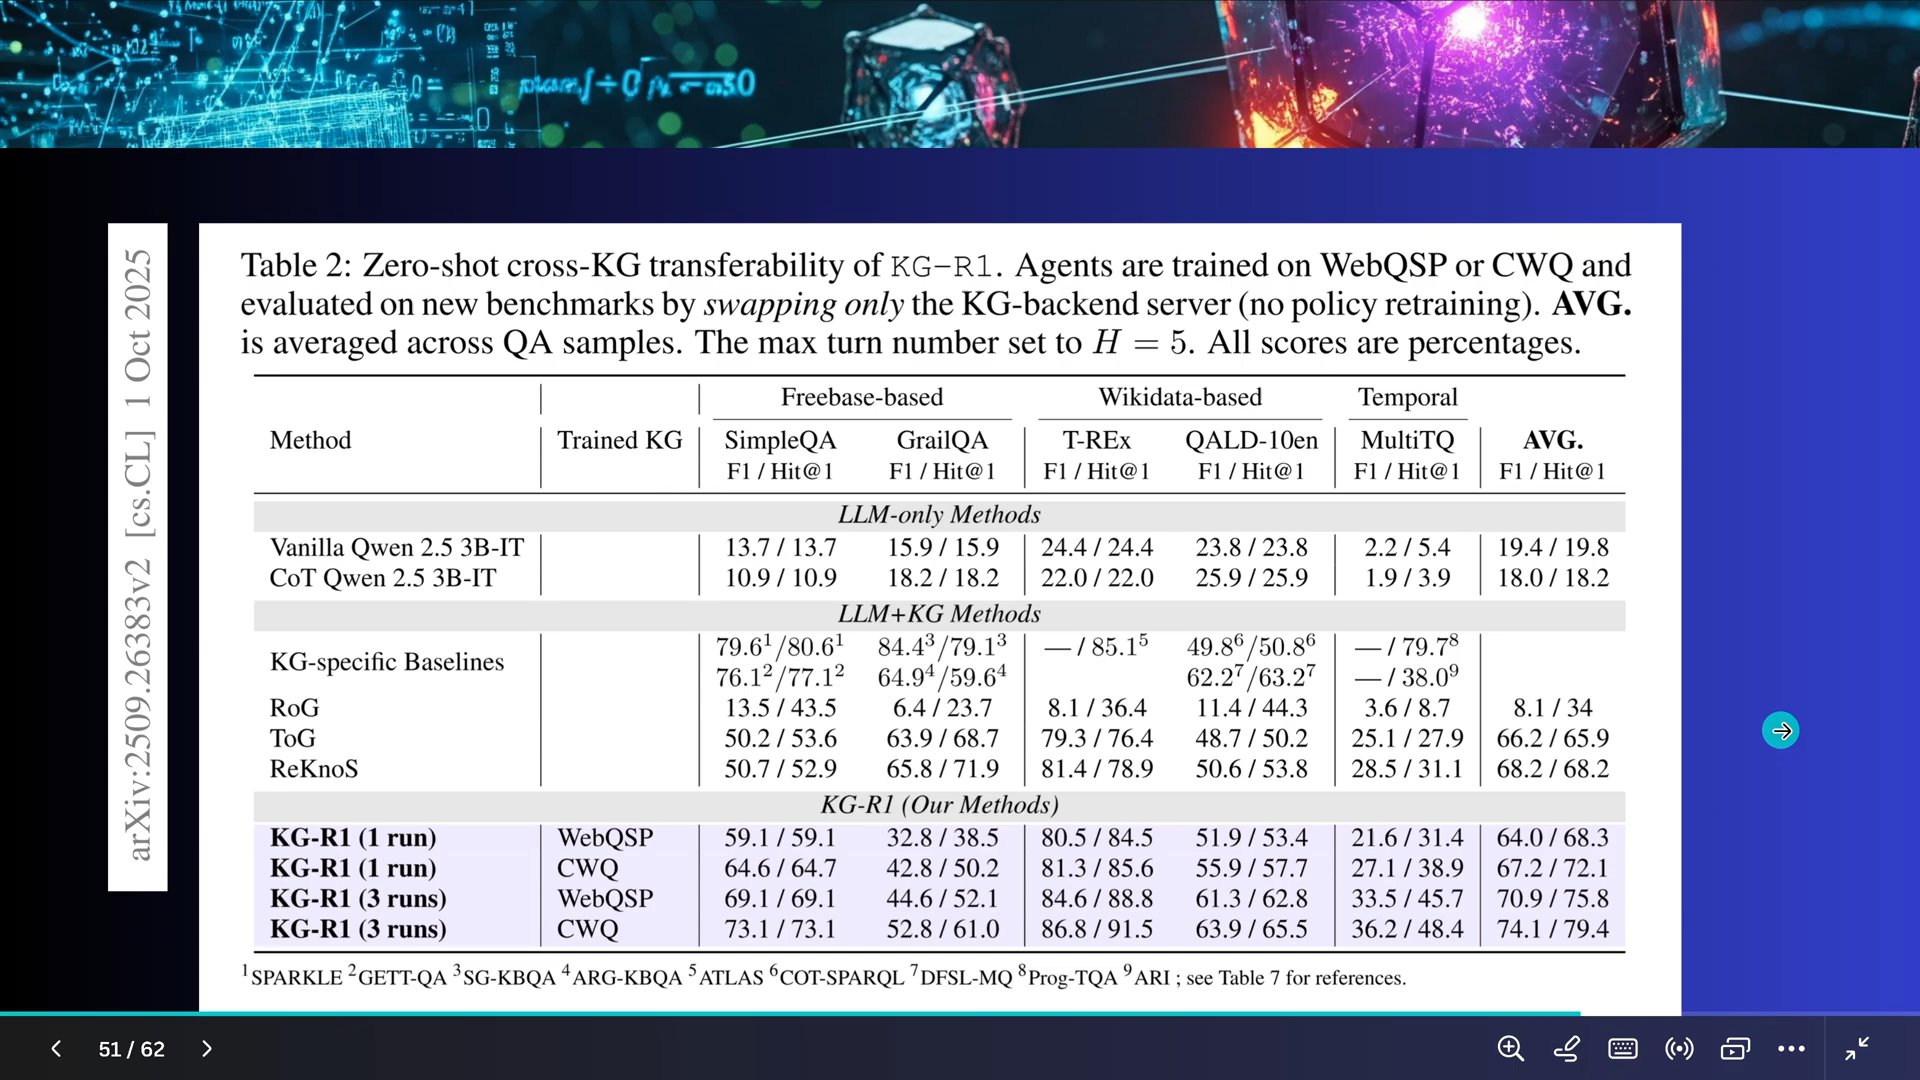 arXiv:2509.26383v2 [cs.CL] 1 Oct 2025
Table 2: Zero-shot cross-KG transferability of KG-R1. Agents are trained on WebQSP or CWQ and
evaluated on new benchmarks by swapping only the KG-backend server (no policy retraining). AVG.
is averaged across QA samples. The max turn number set to H = 5. All scores are percentages.
Freebase-based Wikidata-based Temporal
Method Trained KG SimpleQA GrailQA T-REx QALD-10en MultiTQ AVG.
F1 / Hit@1 F1 / Hit@1 F1 / Hit@1 F1 / Hit@1 F1 / Hit@1 F1 / Hit@1
LLM-only Methods
Vanilla Qwen 2.5 3B-IT 13.7 / 13.7 15.9 / 15.9 24.4 / 24.4 23.8 / 23.8 2.2 / 5.4 19.4 / 19.8
CoT Qwen 2.5 3B-IT 10.9 / 10.9 18.2 / 18.2 22.0 / 22.0 25.9 / 25.9 1.9 / 3.9 18.0 / 18.2
LLM+KG Methods
KG-specific Baselines 79.6¹/80.6¹ 84.4³/79.1³ — / 85.1⁵ 49.8⁶/50.8⁶ — / 79.7⁸
76.1²/77.1² 64.9⁴/59.6⁴ 62.2⁷/63.2⁷ — / 38.0⁹
RoG 13.5 / 43.5 6.4 / 23.7 8.1 / 36.4 11.4 / 44.3 3.6 / 8.7 8.1 / 34
ToG 50.2 / 53.6 63.9 / 68.7 79.3 / 76.4 48.7 / 50.2 25.1 / 27.9 66.2 / 65.9
ReKnoS 50.7 / 52.9 65.8 / 71.9 81.4 / 78.9 50.6 / 53.8 28.5 / 31.1 68.2 / 68.2
KG-R1 (Our Methods)
KG-R1 (1 run) WebQSP 59.1 / 59.1 32.8 / 38.5 80.5 / 84.5 51.9 / 53.4 21.6 / 31.4 64.0 / 68.3
KG-R1 (1 run) CWQ 64.6 / 64.7 42.8 / 50.2 81.3 / 85.6 55.9 / 57.7 27.1 / 38.9 67.2 / 72.1
KG-R1 (3 runs) WebQSP 69.1 / 69.1 44.6 / 52.1 84.6 / 88.8 61.3 / 62.8 33.5 / 45.7 70.9 / 75.8
KG-R1 (3 runs) CWQ 73.1 / 73.1 52.8 / 61.0 86.8 / 91.5 63.9 / 65.5 36.2 / 48.4 74.1 / 79.4
¹SPARKLE ²GETT-QA ³SG-KBQA ⁴ARG-KBQA ⁵ATLAS ⁶COT-SPARQL ⁷DFSL-MQ ⁸Prog-TQA ⁹ARI ; see Table 7 for references.
51 / 62